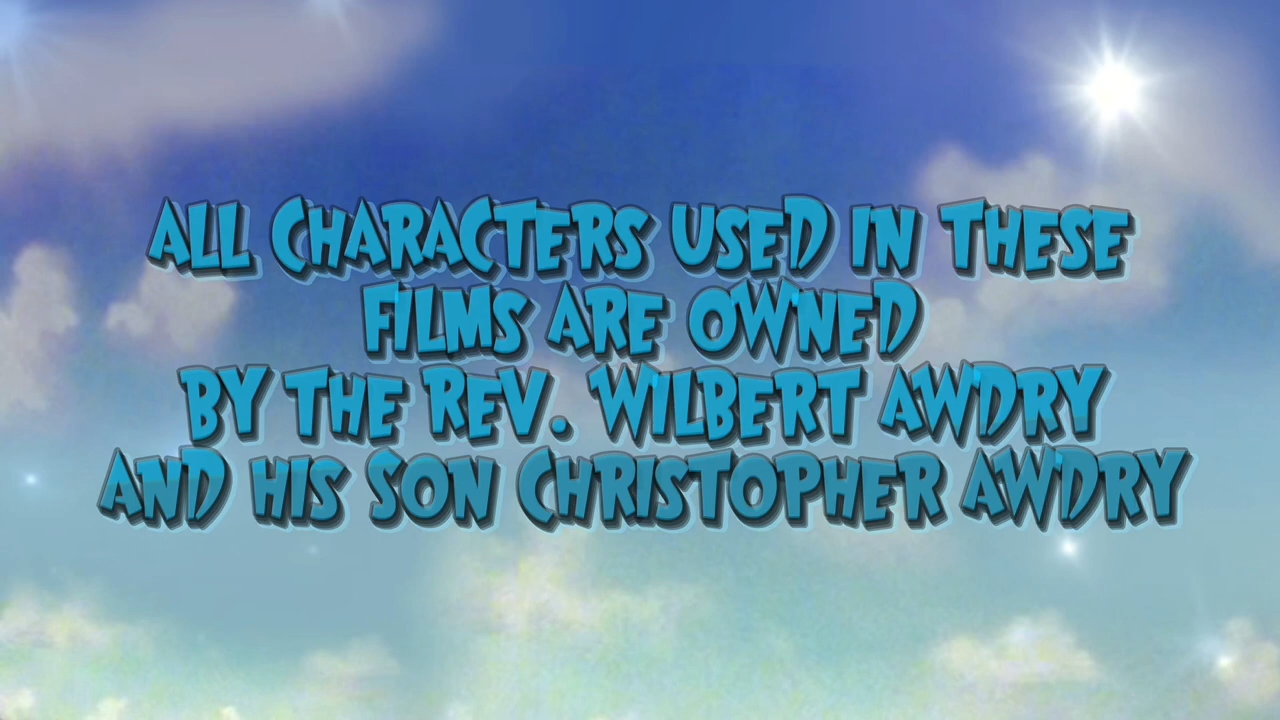 ALL CHARACTERS USED IN THESE
FILMS ARE OWNED
BY THE REV. WILBERT AWDRY
AND HIS SON CHRISTOPHER AWDRY